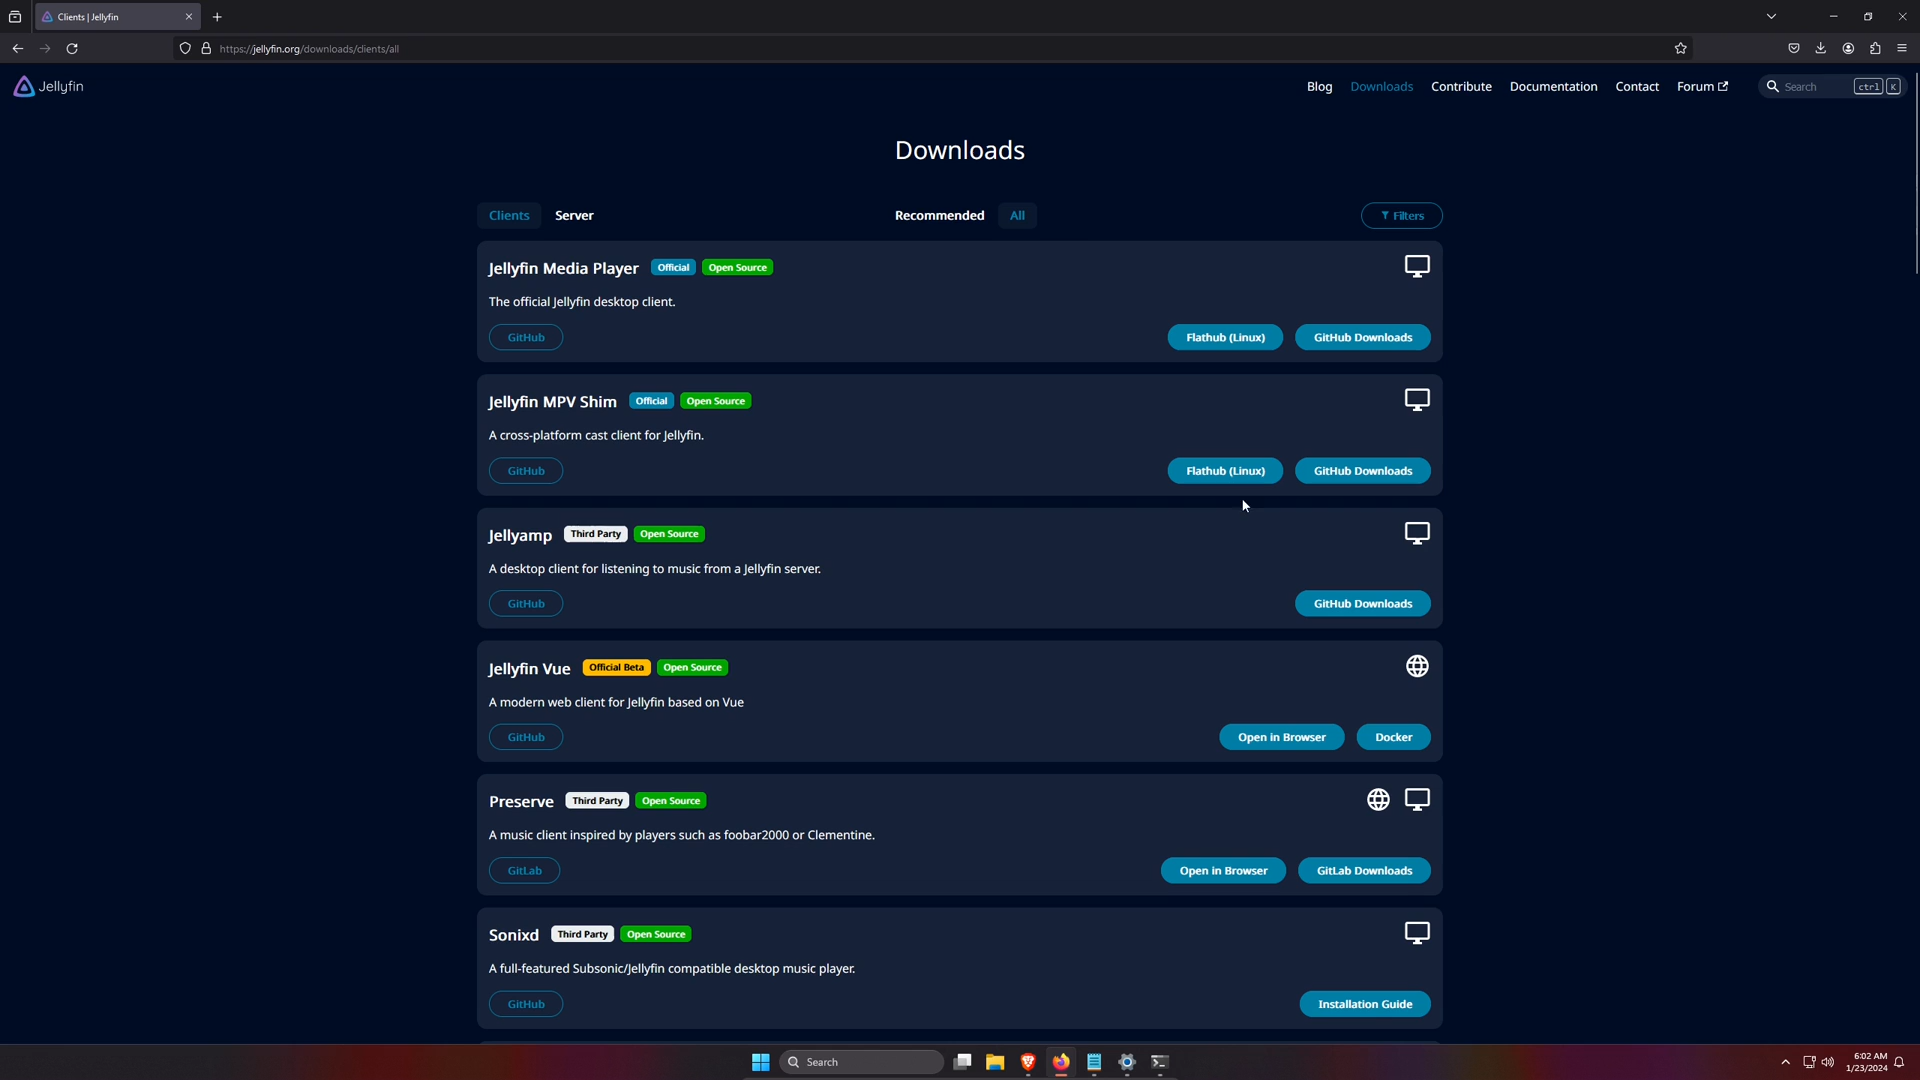 Clients | Jellyfin
https://jellyfin.org/downloads/clients/all
Jellyfin
Blog Downloads Contribute Documentation Contact Forum Search ctrl K
Downloads
Clients Server Recommended All Filters
Jellyfin Media Player Official Open Source
The official Jellyfin desktop client.
GitHub Flathub (Linux) GitHub Downloads
Jellyfin MPV Shim Official Open Source
A cross-platform cast client for Jellyfin.
GitHub Flathub (Linux) GitHub Downloads
Jellyamp Third Party Open Source
A desktop client for listening to music from a Jellyfin server.
GitHub GitHub Downloads
Jellyfin Vue Official Beta Open Source
A modern web client for Jellyfin based on Vue
GitHub Open in Browser Docker
Preserve Third Party Open Source
A music client inspired by players such as foobar2000 or Clementine.
GitLab Open in Browser GitLab Downloads
Sonixd Third Party Open Source
A full-featured Subsonic/Jellyfin compatible desktop music player.
GitHub Installation Guide
Search
6:02 AM
1/23/2024